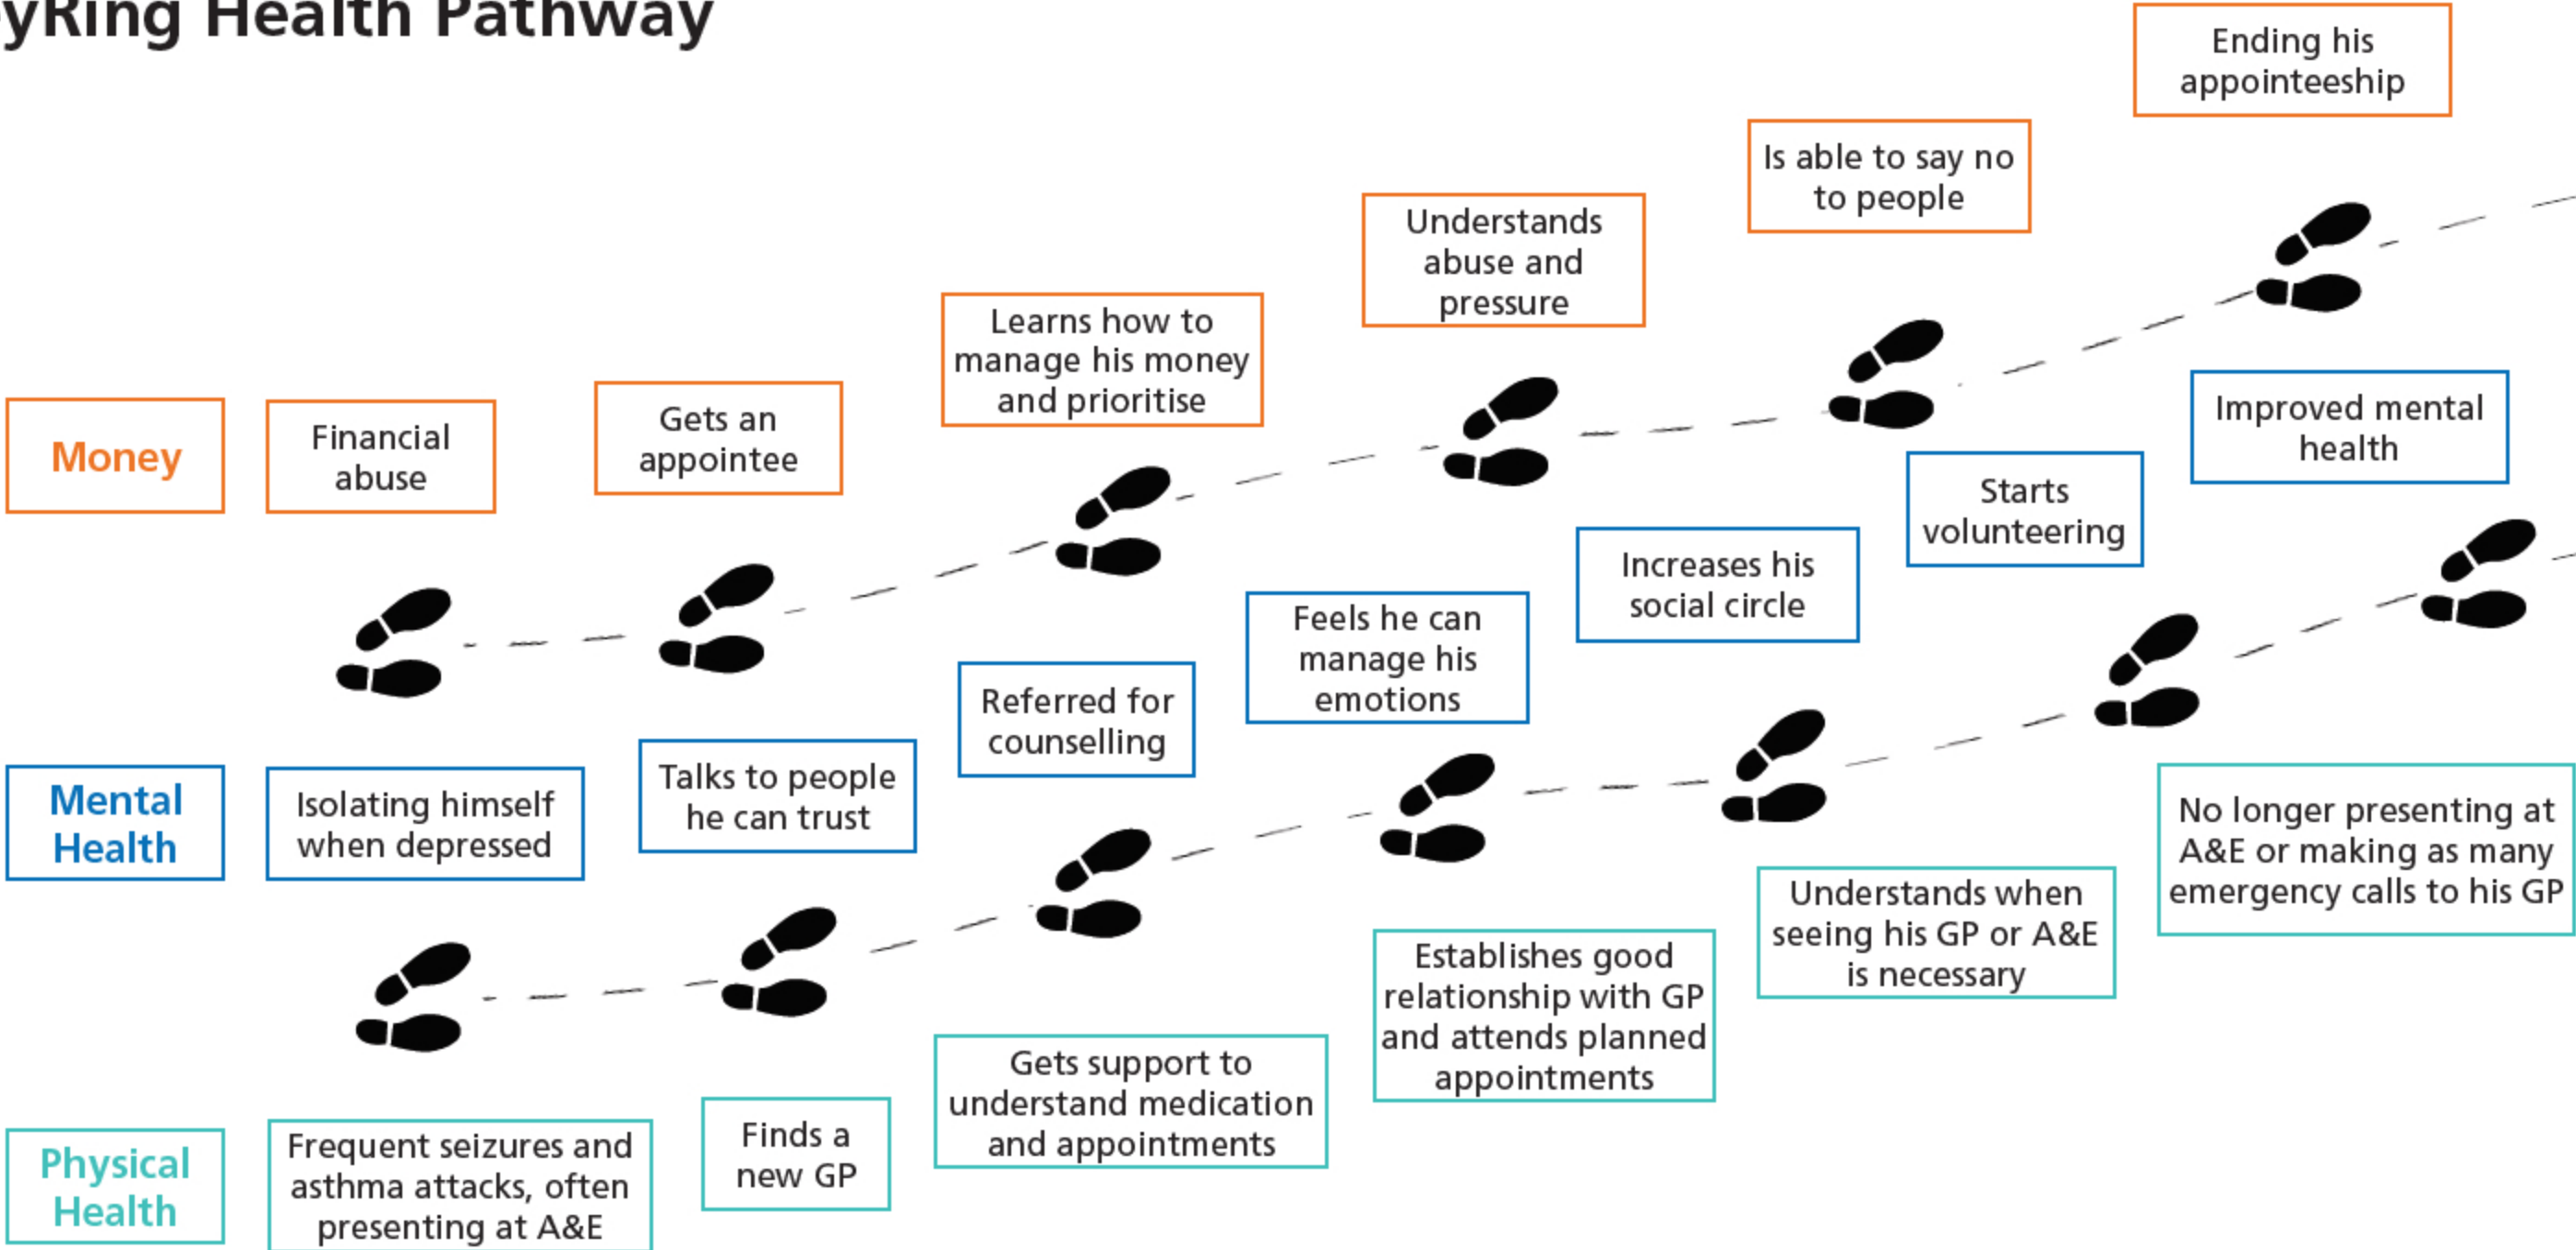 yRing Health Pathway
Money
Financial
abuse
Gets an
appointee
Learns how to
manage his money
and prioritise
Understands
abuse and
pressure
Is able to say no
to people
Ending his
appointeeship
Mental
Health
Isolating himself
when depressed
Talks to people
he can trust
Referred for
counselling
Feels he can
manage his
emotions
Increases his
social circle
Starts
volunteering
Improved mental
health
Physical
Health
Frequent seizures and
asthma attacks, often
presenting at A&E
Finds a
new GP
Gets support to
understand medication
and appointments
Establishes good
relationship with GP
and attends planned
appointments
Understands when
seeing his GP or A&E
is necessary
No longer presenting at
A&E or making as many
emergency calls to his GP